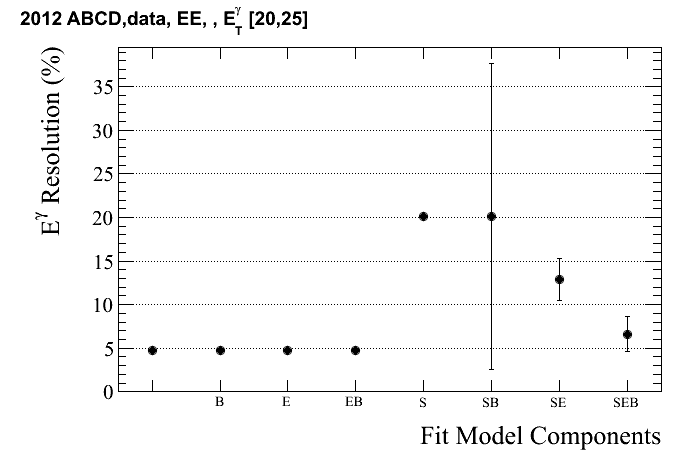 2012 ABCD,data, EE, , E_T^γ [20,25]
E^γ Resolution (%)
35
30
25
20
15
10
5
0
B E EB S SB SE SEB
Fit Model Components